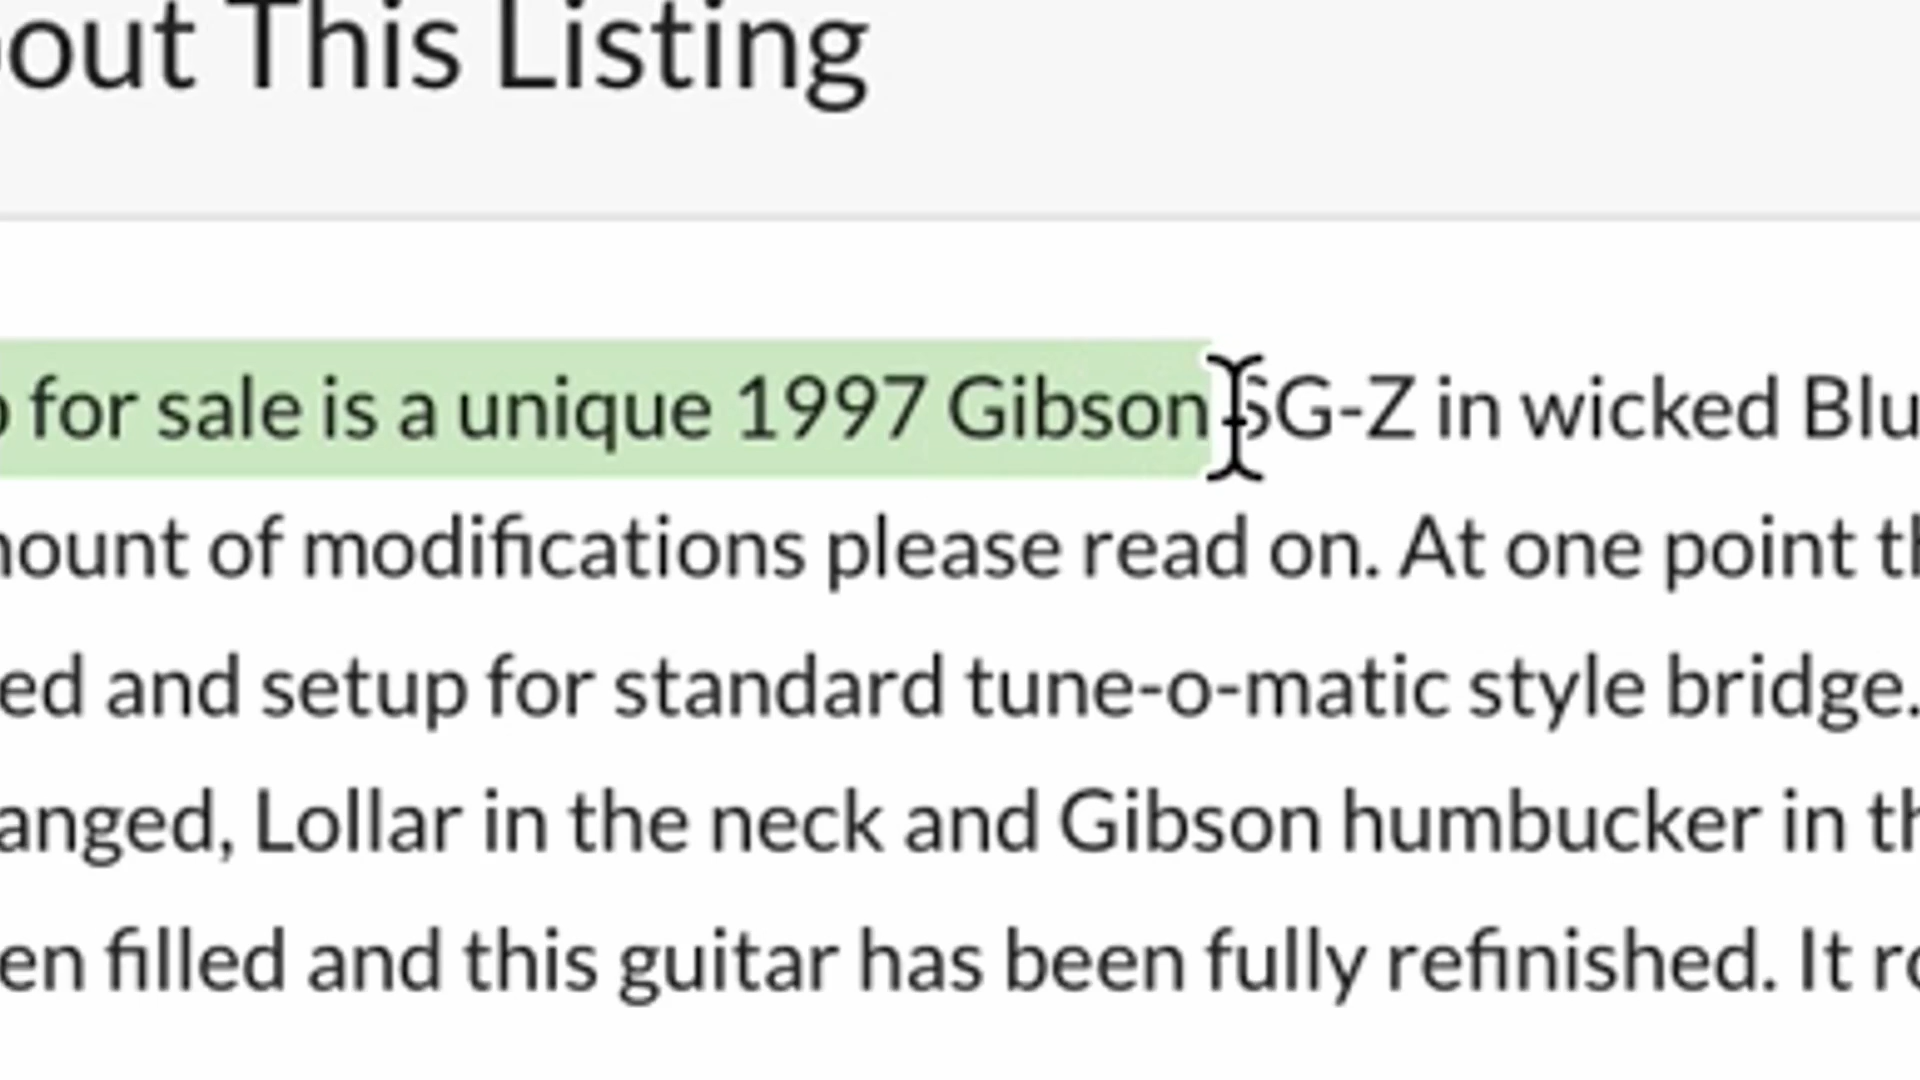 out This Listing
for sale is a unique 1997 Gibson SG-Z in wicked Blu
ount of modifications please read on. At one point th
ed and setup for standard tune-o-matic style bridge.
anged, Lollar in the neck and Gibson humbucker in th
en filled and this guitar has been fully refinished. It ro